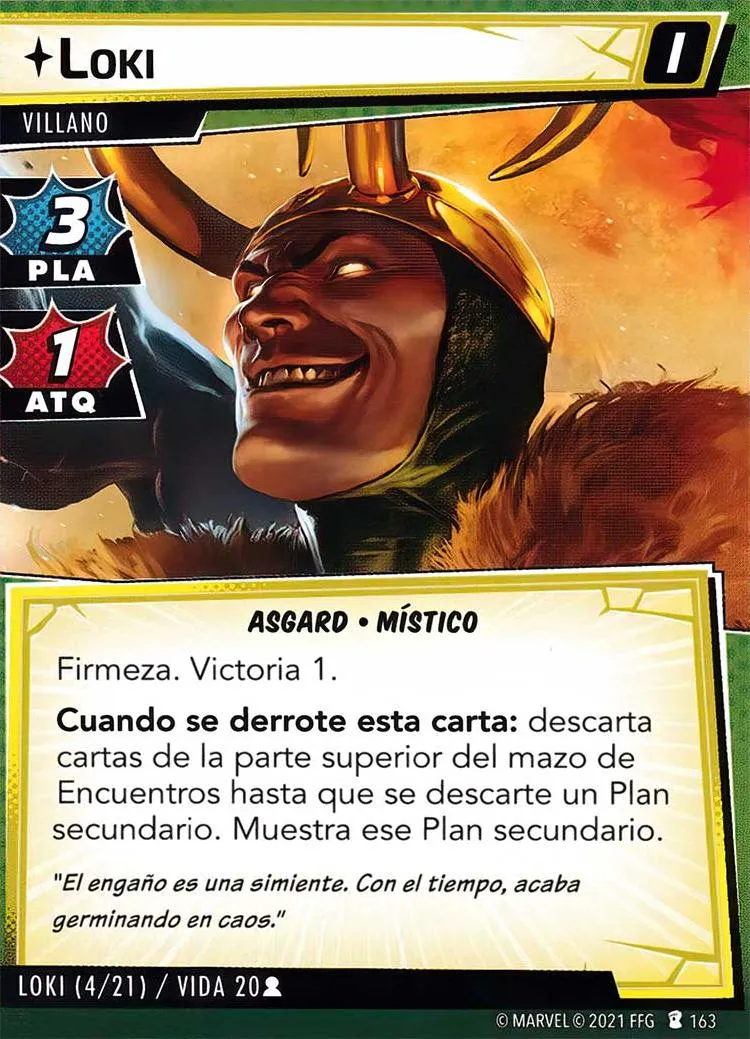 Loki
I
VILLANO
3
PLA
1
ATQ
ASGARD • MÍSTICO
Firmeza. Victoria 1.
Cuando se derrote esta carta: descarta
cartas de la parte superior del mazo de
Encuentros hasta que se descarte un Plan
secundario. Muestra ese Plan secundario.
"El engaño es una simiente. Con el tiempo, acaba
germinando en caos."
LOKI (4/21) / VIDA 20
© MARVEL © 2021 FFG 163